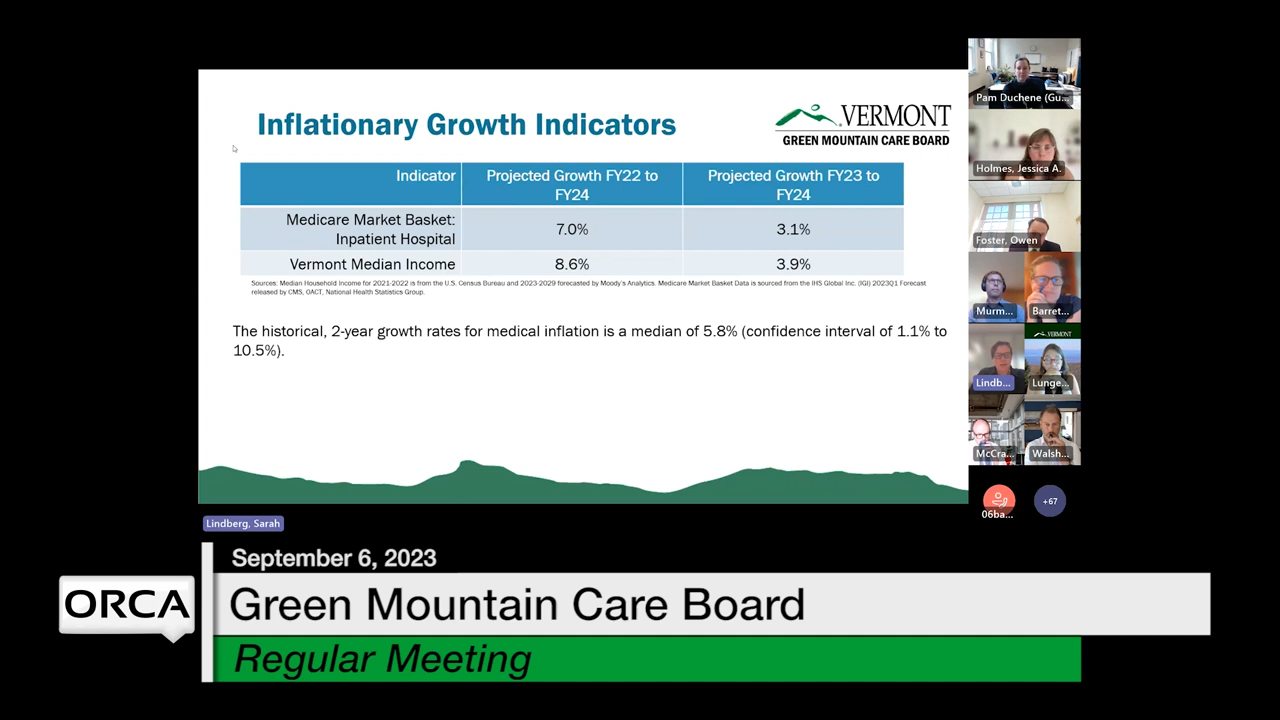 Inflationary Growth Indicators
VERMONT
GREEN MOUNTAIN CARE BOARD
Indicator
Projected Growth FY22 to
FY24
Projected Growth FY23 to
FY24
Medicare Market Basket:
Inpatient Hospital
7.0%
3.1%
Vermont Median Income
8.6%
3.9%
Sources: Median Household Income for 2021-2022 is from the U.S. Census Bureau and 2023-2029 forecasted by Moody's Analytics. Medicare Market Basket Data is sourced from the IHS Global Inc. (IGI) 2023Q1 Forecast
released by CMS, OACT, National Health Statistics Group.
The historical, 2-year growth rates for medical inflation is a median of 5.8% (confidence interval of 1.1% to
10.5%).
Pam Duchene (Gu...
Holmes, Jessica A.
Foster, Owen
Murm...
Barret...
VERMONT
Lindb...
Lunge...
McCra...
Walsh...
06ba...
+67
Lindberg, Sarah
September 6, 2023
ORCA
Green Mountain Care Board
Regular Meeting